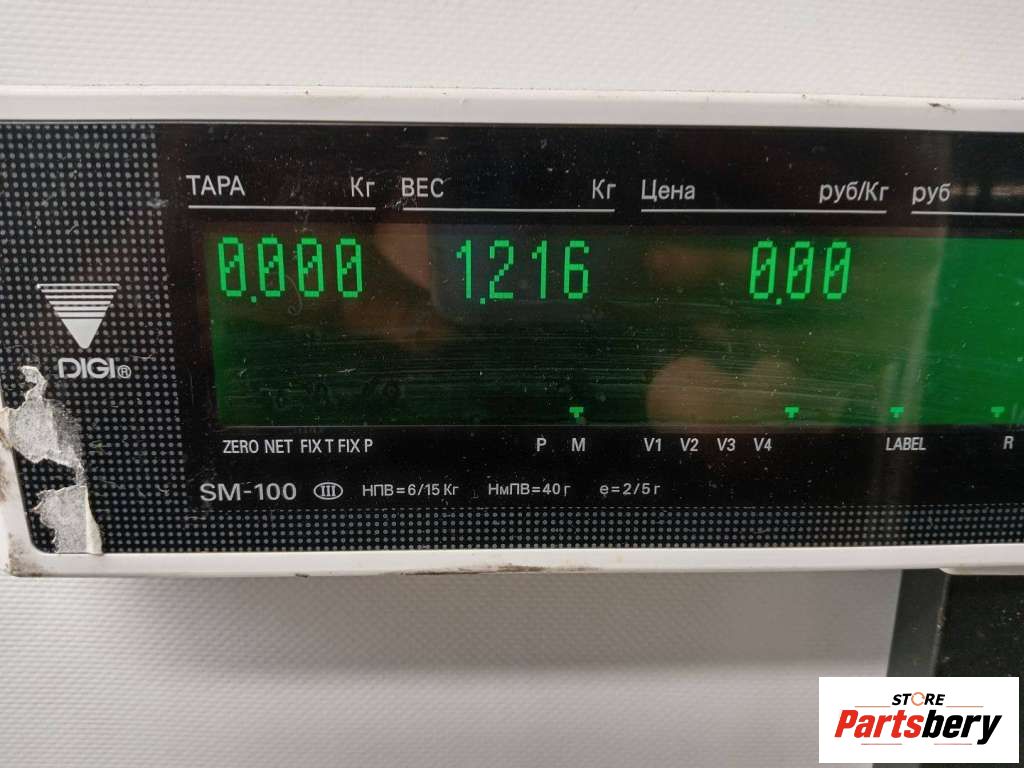 ТАРА Кг ВЕС Кг Цена руб/Кг руб
0.000 1.216 0.00
DIGI®
ZERO NET FIX T FIX P P M V1 V2 V3 V4 LABEL R
SM-100 III НПВ=6/15 Кг НмПВ=40 г e=2/5 г
STORE
Partsbery